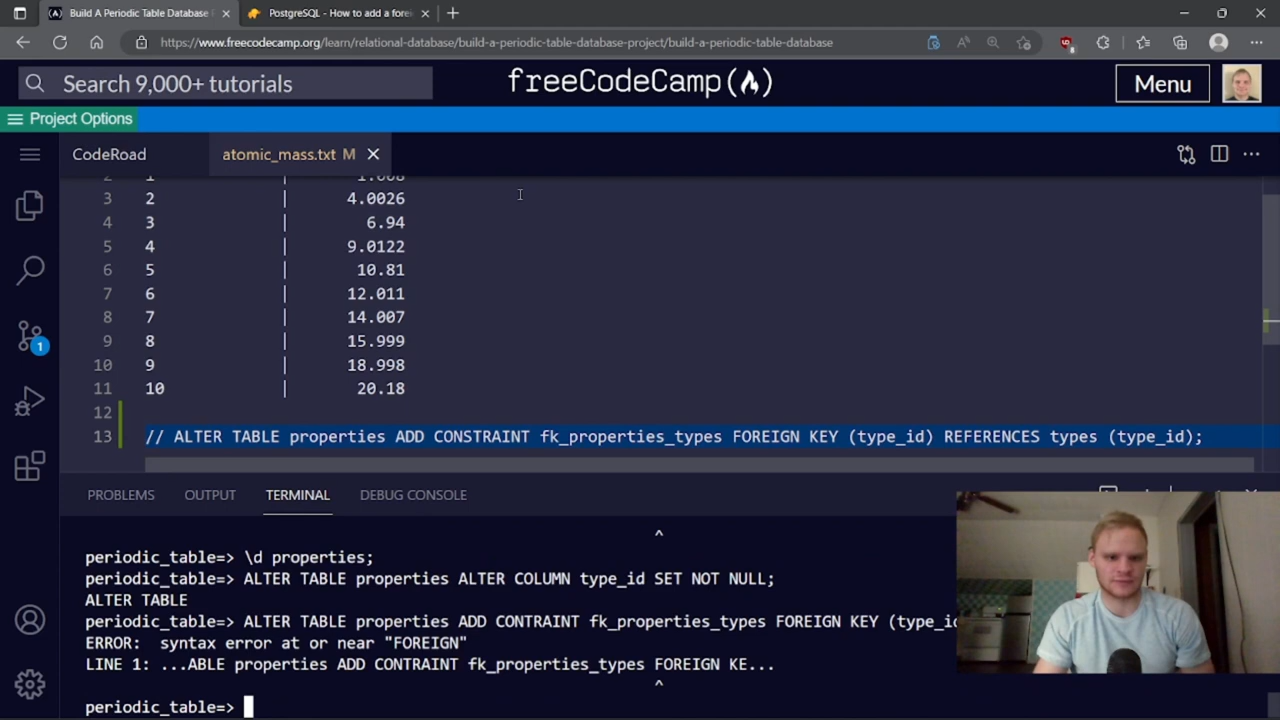 Build A Periodic Table Database
PostgreSQL - How to add a forei
https://www.freecodecamp.org/learn/relational-database/build-a-periodic-table-database-project/build-a-periodic-table-database
Search 9,000+ tutorials
freeCodeCamp
Menu
Project Options
CodeRoad
atomic_mass.txt M
2 1 | 1.008
3 2 | 4.0026
4 3 | 6.94
5 4 | 9.0122
6 5 | 10.81
7 6 | 12.011
8 7 | 14.007
9 8 | 15.999
10 9 | 18.998
11 10 | 20.18
12
13 // ALTER TABLE properties ADD CONSTRAINT fk_properties_types FOREIGN KEY (type_id) REFERENCES types (type_id);
1
PROBLEMS OUTPUT TERMINAL DEBUG CONSOLE
^
periodic_table=> \d properties;
periodic_table=> ALTER TABLE properties ALTER COLUMN type_id SET NOT NULL;
ALTER TABLE
periodic_table=> ALTER TABLE properties ADD CONTRAINT fk_properties_types FOREIGN KEY (type_id
ERROR: syntax error at or near "FOREIGN"
LINE 1: ...ABLE properties ADD CONTRAINT fk_properties_types FOREIGN KE...
^
periodic_table=>